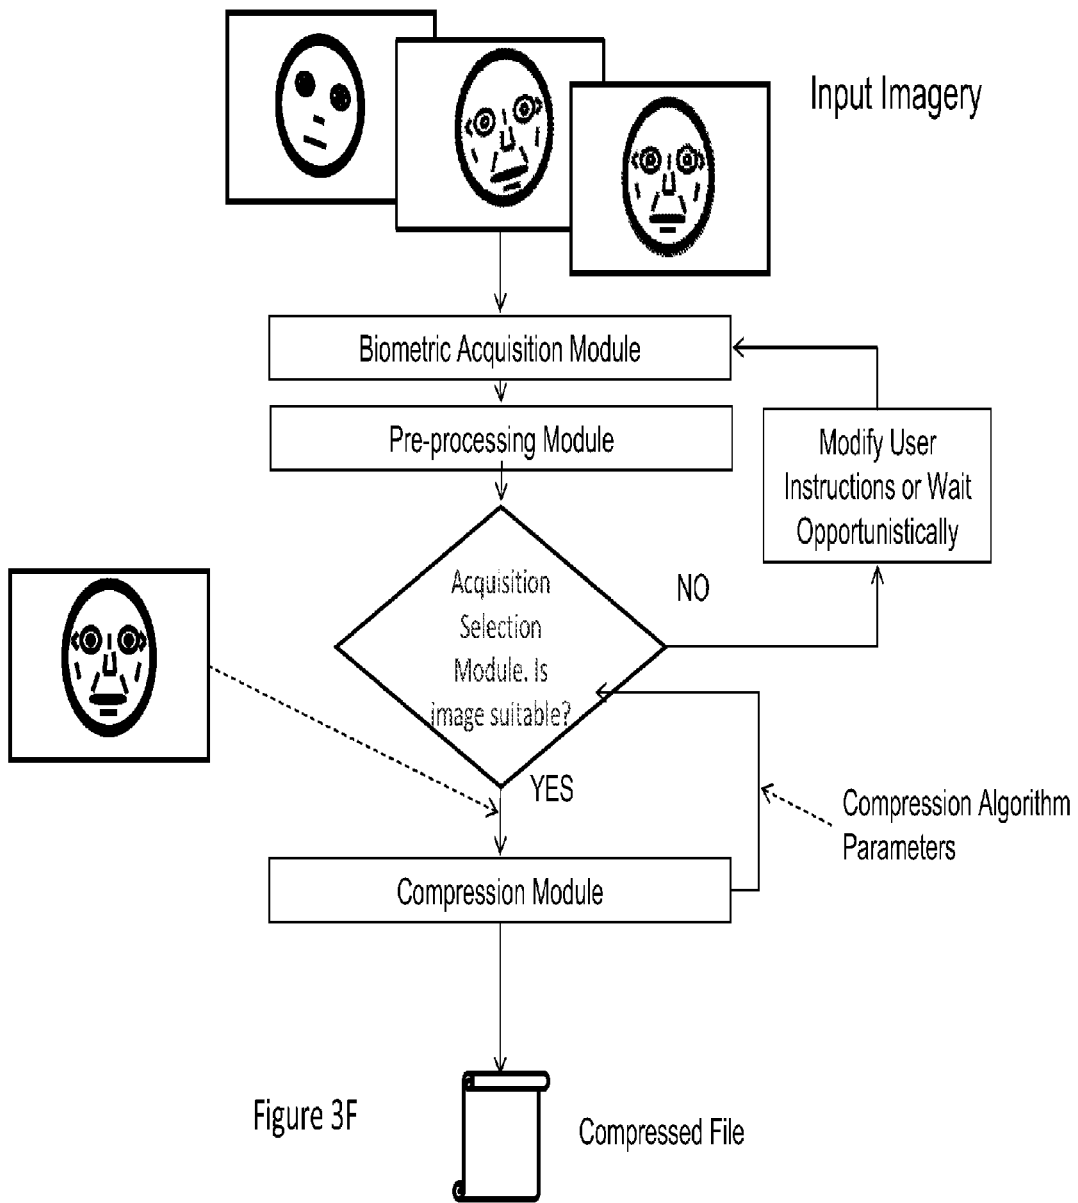 Input Imagery
Biometric Acquisition Module
Pre-processing Module
Modify User
Instructions or Wait
Opportunistically
Acquisition
Selection
Module. Is
image suitable?
NO
YES
Compression Algorithm
Parameters
Compression Module
Figure 3F
Compressed File